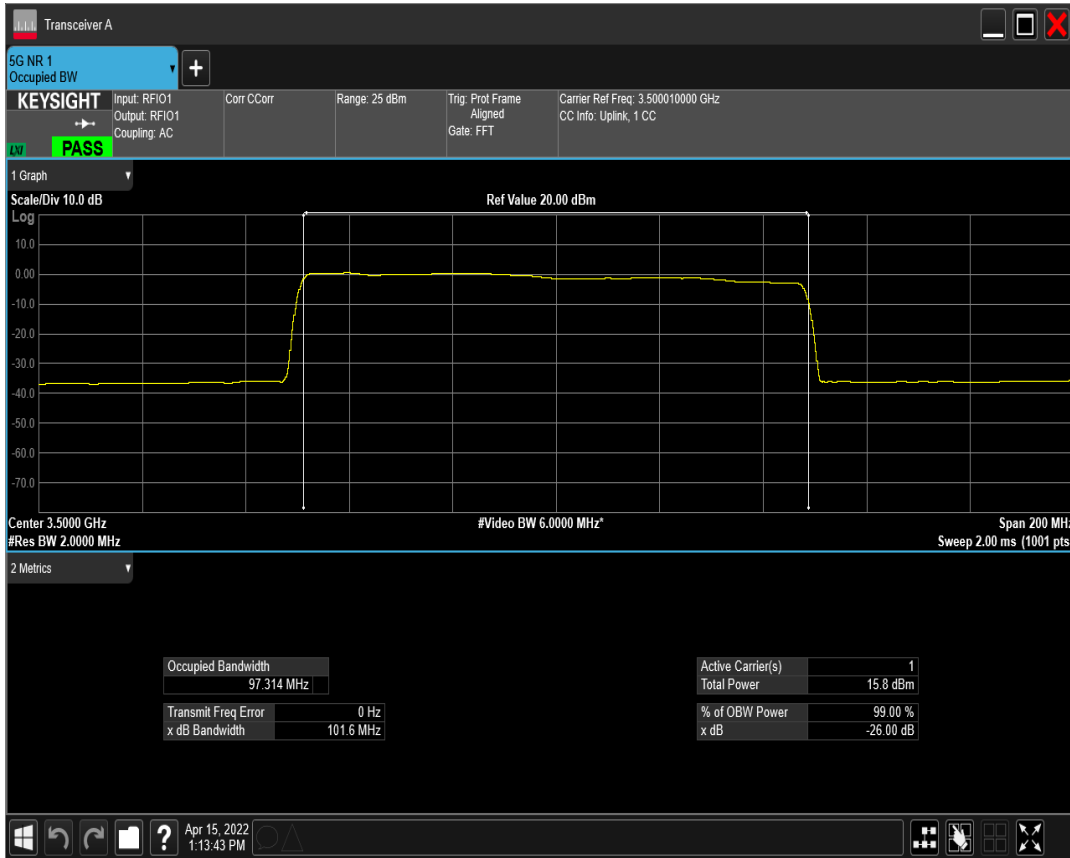 Transceiver A
5G NR 1
Occupied BW
+
KEYSIGHT
Input: RFIO1
Output: RFIO1
Coupling: AC
Corr CCorr
Range: 25 dBm
Trig: Prot Frame
Aligned
Gate: FFT
Carrier Ref Freq: 3.500010000 GHz
CC Info: Uplink, 1 CC
LXI
PASS
1 Graph
Scale/Div 10.0 dB
Ref Value 20.00 dBm
Log
10.0
0.00
-10.0
-20.0
-30.0
-40.0
-50.0
-60.0
-70.0
Center 3.5000 GHz
#Video BW 6.0000 MHz*
Span 200 MHz
#Res BW 2.0000 MHz
Sweep 2.00 ms (1001 pts
2 Metrics
Occupied Bandwidth
97.314 MHz
Transmit Freq Error 0 Hz
x dB Bandwidth 101.6 MHz
Active Carrier(s) 1
Total Power 15.8 dBm
% of OBW Power 99.00 %
x dB -26.00 dB
?
Apr 15, 2022
1:13:43 PM